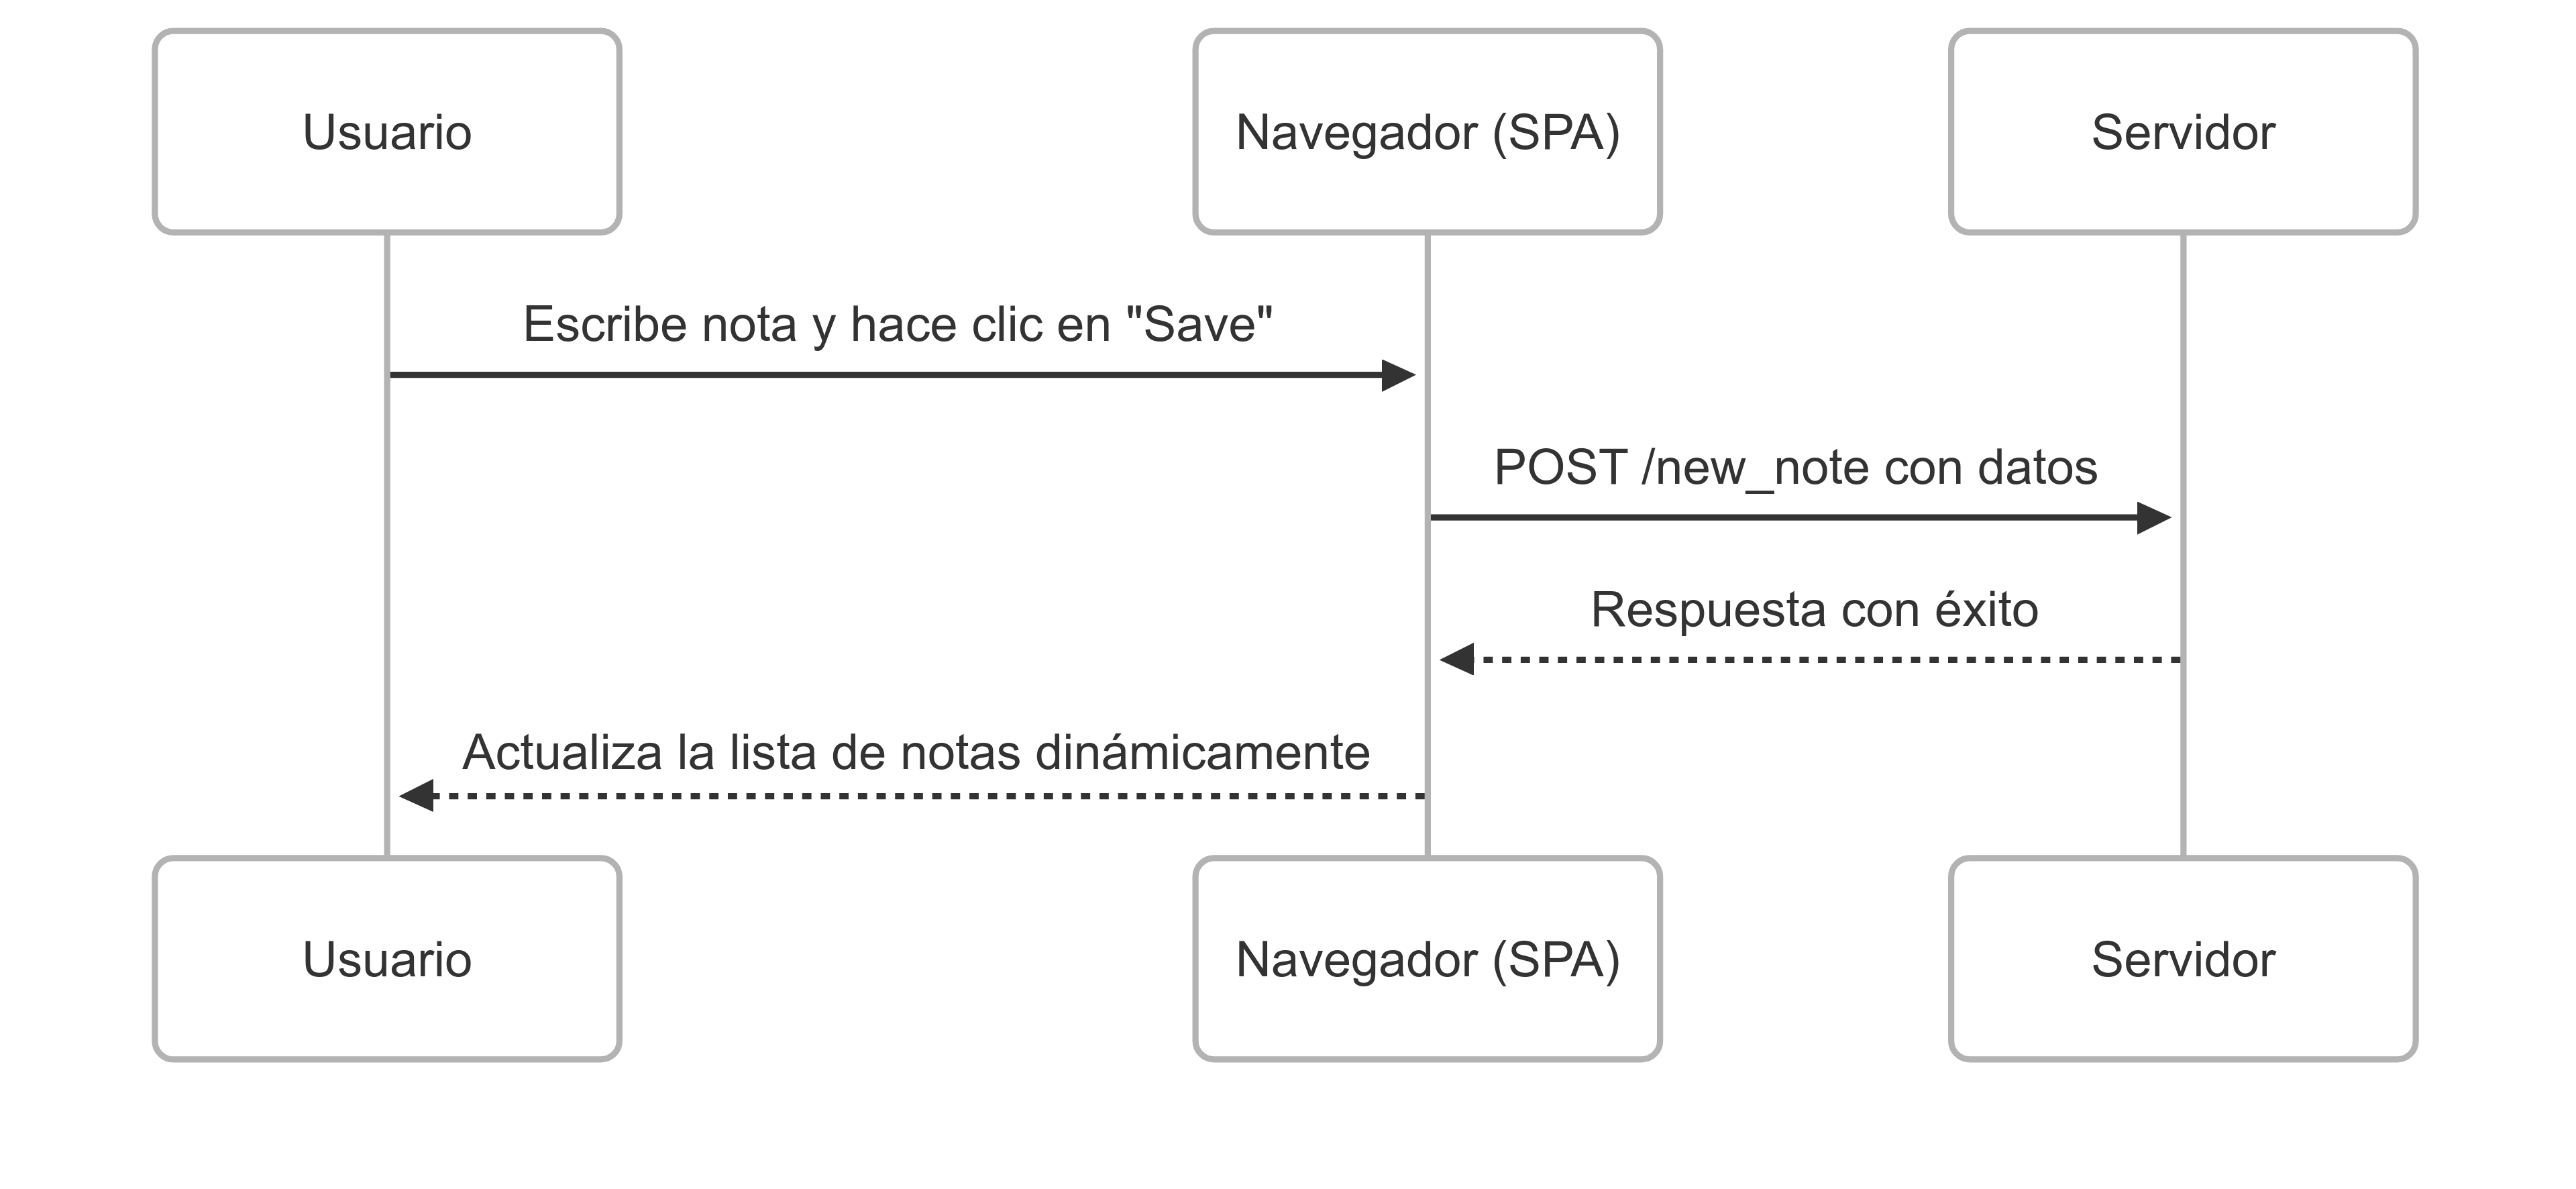 Usuario
Navegador (SPA)
Servidor
Escribe nota y hace clic en "Save"
POST /new_note con datos
Respuesta con éxito
Actualiza la lista de notas dinámicamente
Usuario
Navegador (SPA)
Servidor